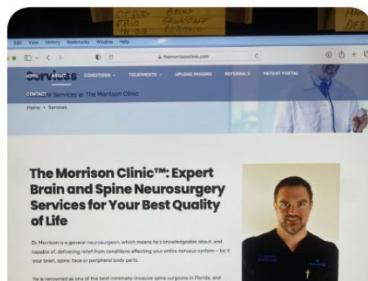 Edit View History Bookmarks Window Help
themorrisonclinic.com
Services
HOME ABOUT CONDITIONS TREATMENTS UPLOAD IMAGING REFERRALS PATIENT PORTAL
CONTACT Services at The Morrison Clinic
Home • Services
The Morrison Clinic™: Expert
Brain and Spine Neurosurgery
Services for Your Best Quality
of Life
Dr. Morrison is a general neurosurgeon, which means he's knowledgeable about, and
capable of, delivering relief from conditions affecting your entire nervous system – be it
your brain, spine, face or peripheral body parts.
He is renowned as one of the best minimally-invasive spine surgeons in Florida, and